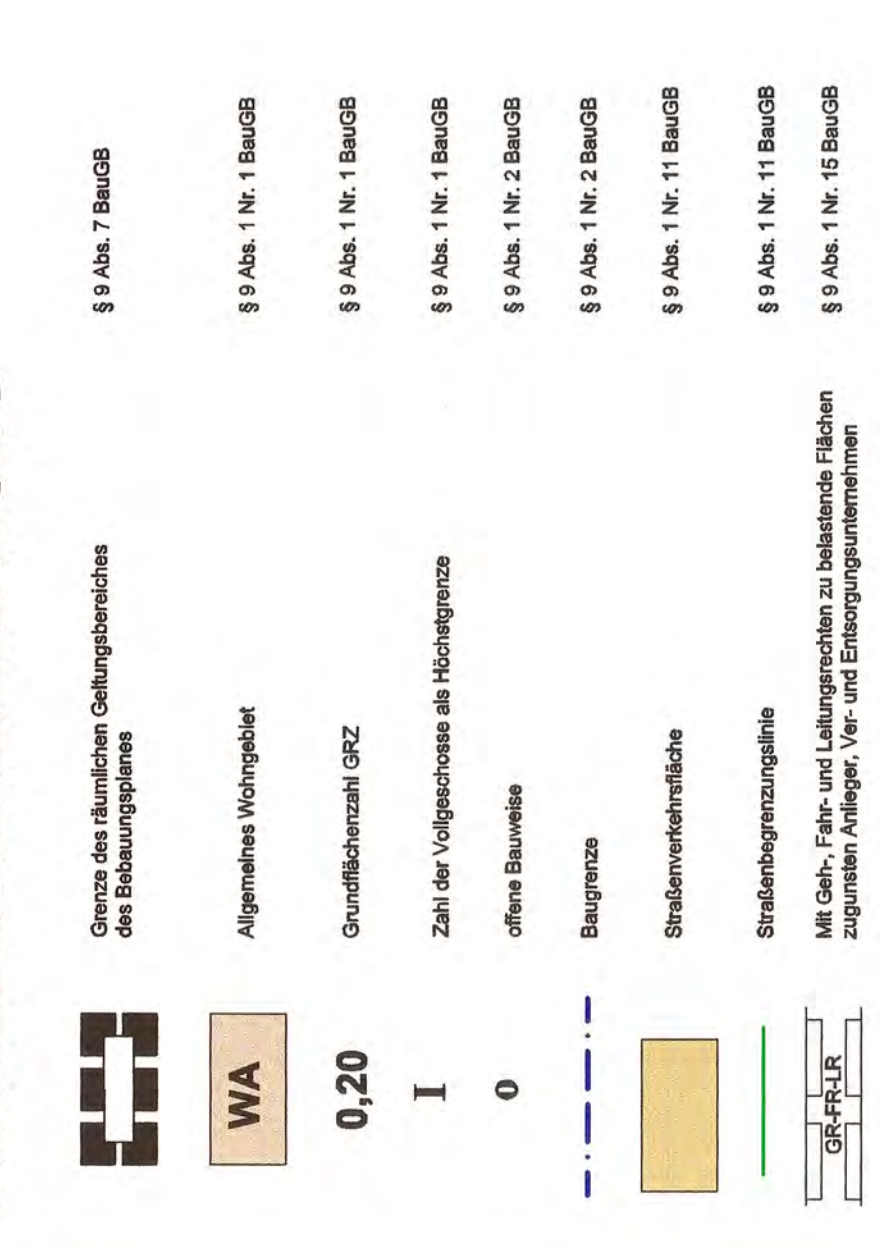 Grenze des räumlichen Geltungsbereiches § 9 Abs. 7 BauGB
des Bebauungsplanes
WA Allgemeines Wohngebiet § 9 Abs. 1 Nr. 1 BauGB
0,20 Grundflächenzahl GRZ § 9 Abs. 1 Nr. 1 BauGB
I Zahl der Vollgeschosse als Höchstgrenze § 9 Abs. 1 Nr. 1 BauGB
o offene Bauweise § 9 Abs. 1 Nr. 2 BauGB
Baugrenze § 9 Abs. 1 Nr. 2 BauGB
Straßenverkehrsfläche § 9 Abs. 1 Nr. 11 BauGB
Straßenbegrenzungslinie § 9 Abs. 1 Nr. 11 BauGB
GR-FR-LR Mit Geh-, Fahr- und Leitungsrechten zu belastende Flächen § 9 Abs. 1 Nr. 15 BauGB
zugunsten Anlieger, Ver- und Entsorgungsunternehmen